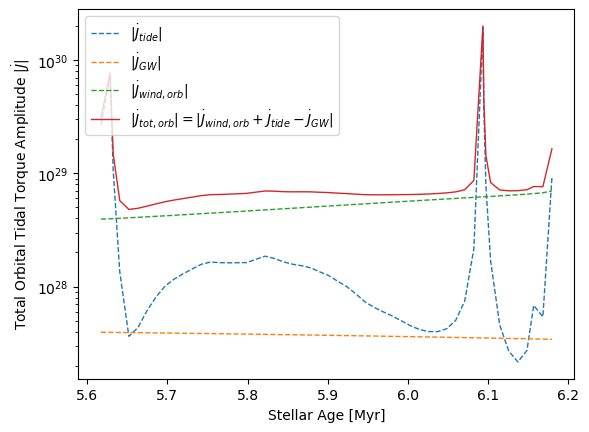 |J̇_tide|
|J̇_GW|
|J̇_wind, orb|
|J̇_tot, orb| = |J̇_wind, orb + J̇_tide − J̇_GW|
Total Orbital Tidal Torque Amplitude |J̇|
10^30
10^29
10^28
5.6 5.7 5.8 5.9 6.0 6.1 6.2
Stellar Age [Myr]